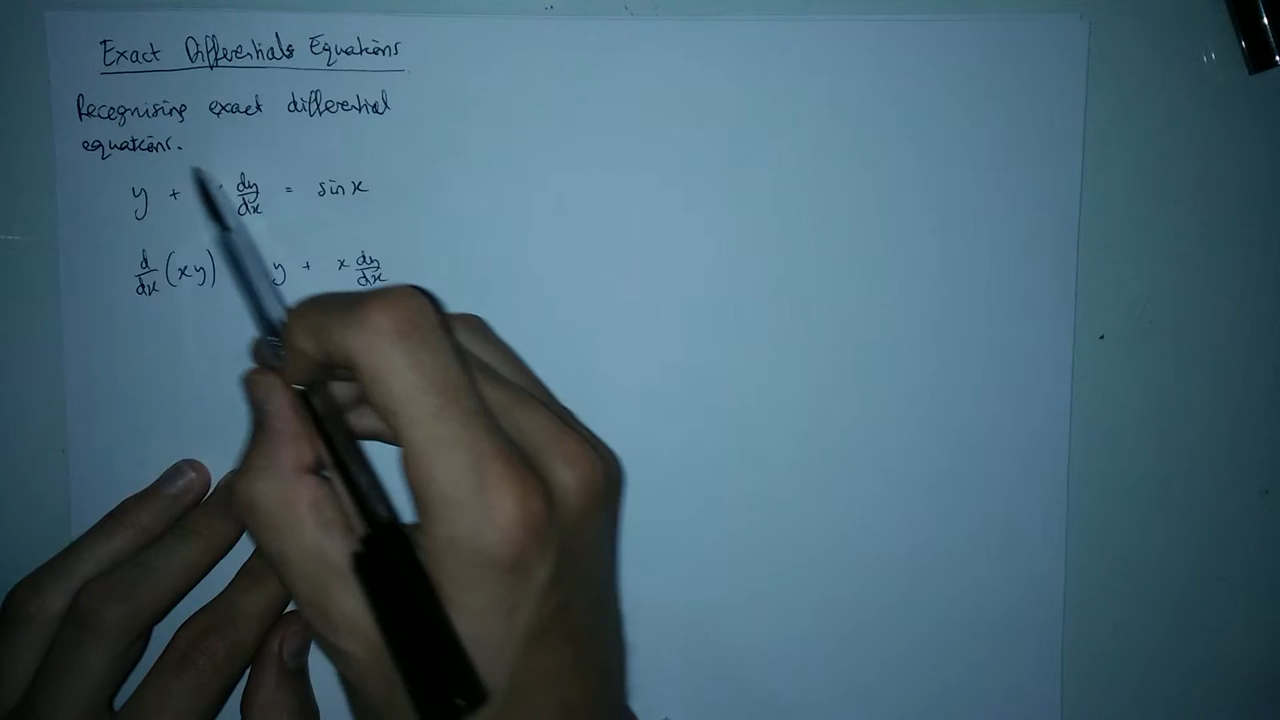 Exact Differentials Equations
Recognising exact differential
equations.
y + dy/dx = sin x
d/dx (xy) y + x dy/dx